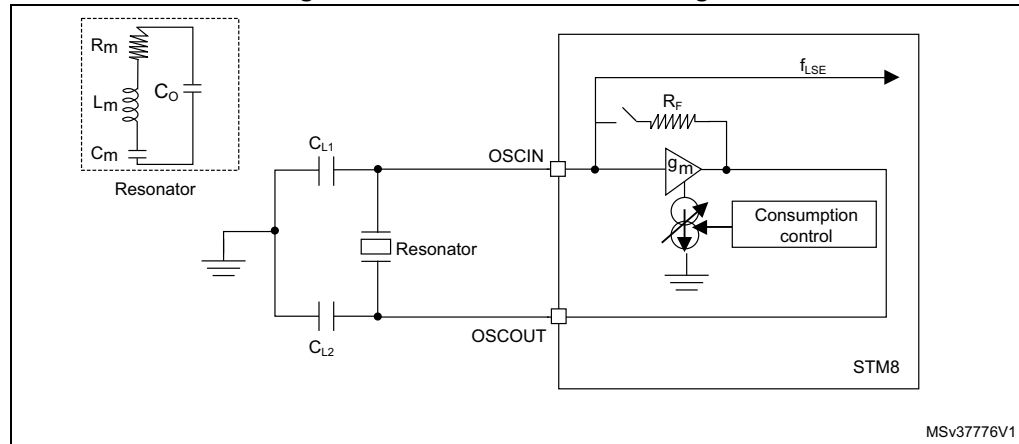 Rm
Lm
Cm
CO
Resonator
CL1
CL2
Resonator
OSCIN
OSCOUT
fLSE
RF
gm
Consumption
control
STM8
MSv37776V1